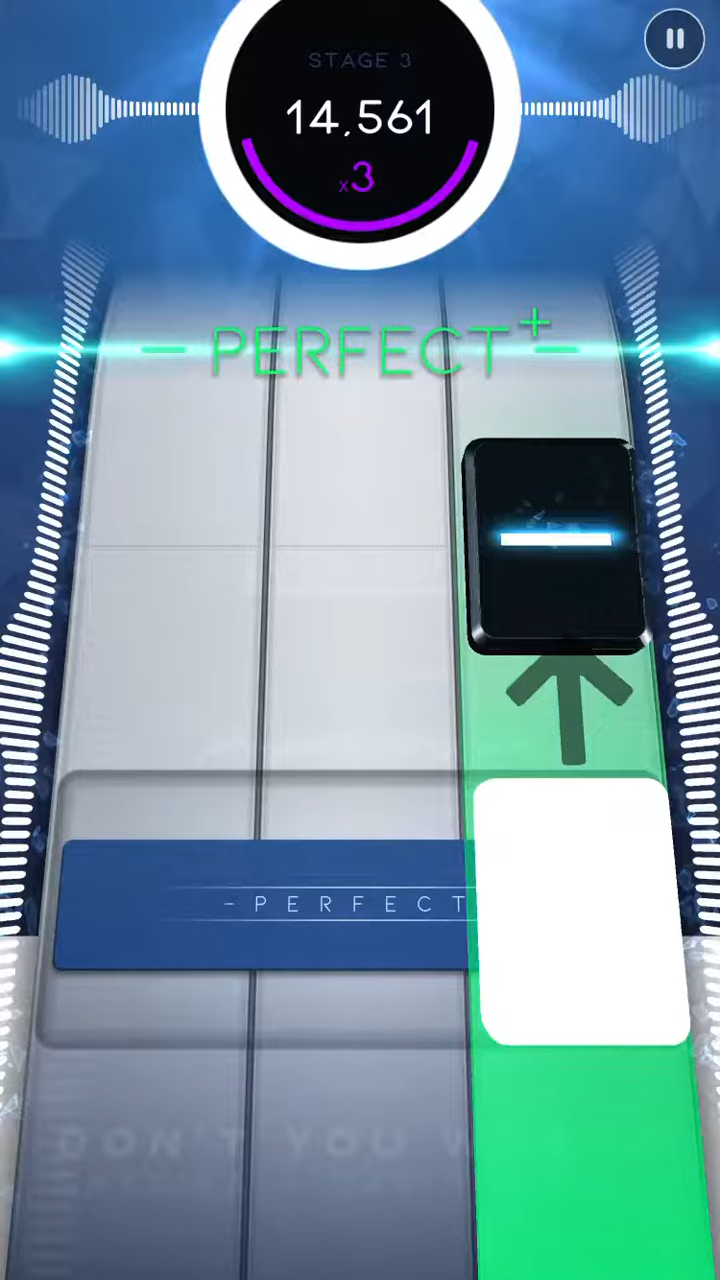 STAGE 3
14,561
x3
- PERFECT+ -
- PERFECT
DON'T YOU